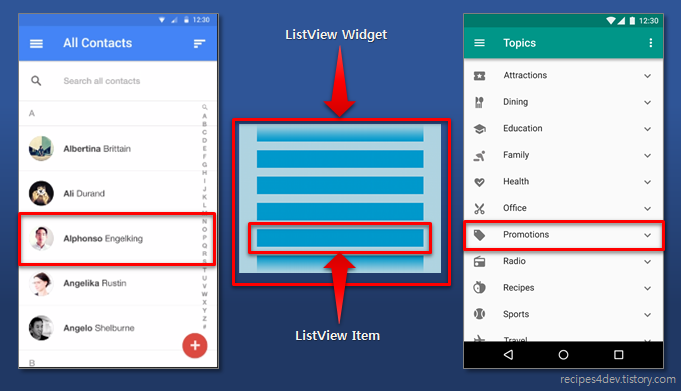 12:30
All Contacts
Search all contacts
A
Albertina Brittain
Ali Durand
Alphonso Engelking
Angelika Rustin
Angelo Shelburne
B
A
B
C
D
E
F
G
H
I
J
K
L
M
N
O
P
Q
R
S
T
U
V
W
X
Y
Z
#
ListView Widget
ListView Item
12:30
Topics
Attractions
Dining
Education
Family
Health
Office
Promotions
Radio
Recipes
Sports
Travel
recipes4dev.tistory.com